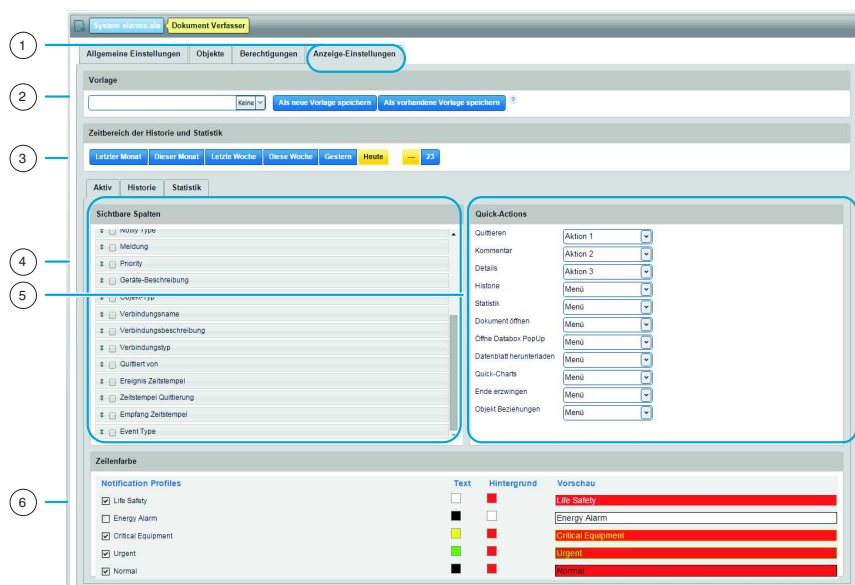 System alarms.als
Dokument Verfasser
1
Allgemeine Einstellungen
Objekte
Berechtigungen
Anzeige-Einstellungen
Vorlage
2
Keine
Als neue Vorlage speichern
Als vorhandene Vorlage speichern
?
Zeitbereich der Historie und Statistik
3
Letzter Monat
Dieser Monat
Letzte Woche
Diese Woche
Gestern
Heute
---
23
Aktiv
Historie
Statistik
Sichtbare Spalten
Notify Type
Meldung
4
Priority
Geräte-Beschreibung
5
Objekt-Typ
Verbindungsname
Verbindungsbeschreibung
Verbindungstyp
Quittiert von
Ereignis Zeitstempel
Zeitstempel Quittierung
Empfang Zeitstempel
Event Type
Quick-Actions
Quittieren Aktion 1
Kommentar Aktion 2
Details Aktion 3
Historie Menü
Statistik Menü
Dokument öffnen Menü
Öffne Databox PopUp Menü
Datenblatt herunterladen Menü
Quick-Charts Menü
Ende erzwingen Menü
Objekt Beziehungen Menü
Zeilenfarbe
Notification Profiles Text Hintergrund Vorschau
6
Life Safety Life Safety
Energy Alarm Energy Alarm
Critical Equipment Critical Equipment
Urgent Urgent
Normal Normal